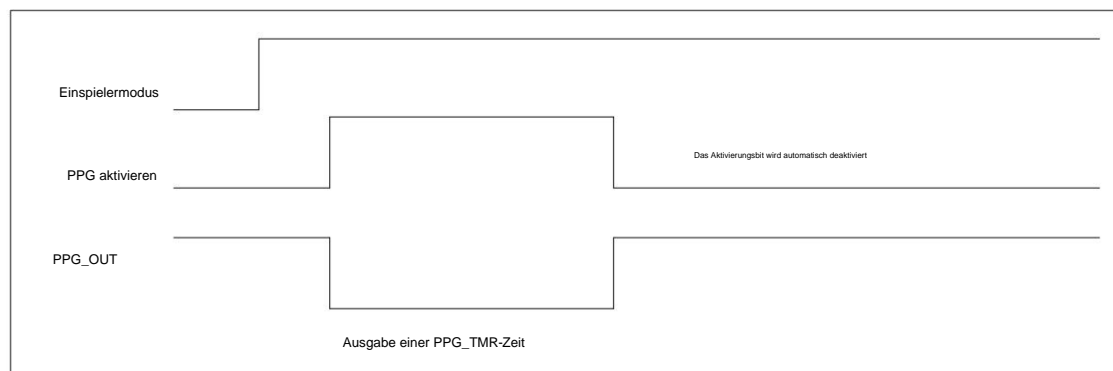 Einspielermodus
Das Aktivierungsbit wird automatisch deaktiviert
PPG aktivieren
PPG_OUT
Ausgabe einer PPG_TMR-Zeit